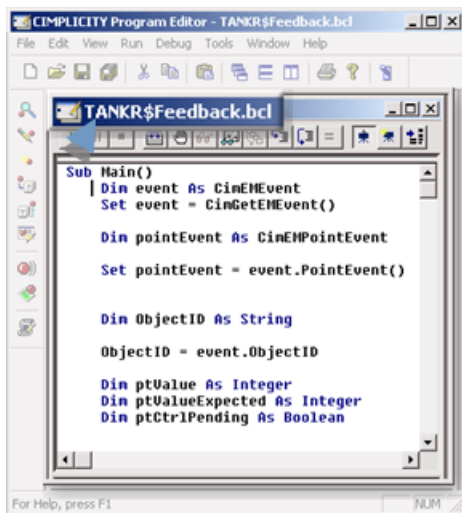 CIMPLICITY Program Editor - TANKR$Feedback.bcl
File Edit View Run Debug Tools Window Help
TANKR$Feedback.bcl
Sub Main()
Dim event As CimEMEvent
Set event = CimGetEMEvent()
Dim pointEvent As CimEMPointEvent
Set pointEvent = event.PointEvent()
Dim ObjectID As String
ObjectID = event.ObjectID
Dim ptValue As Integer
Dim ptValueExpected As Integer
Dim ptCtrlPending As Boolean
For Help, press F1 NUM